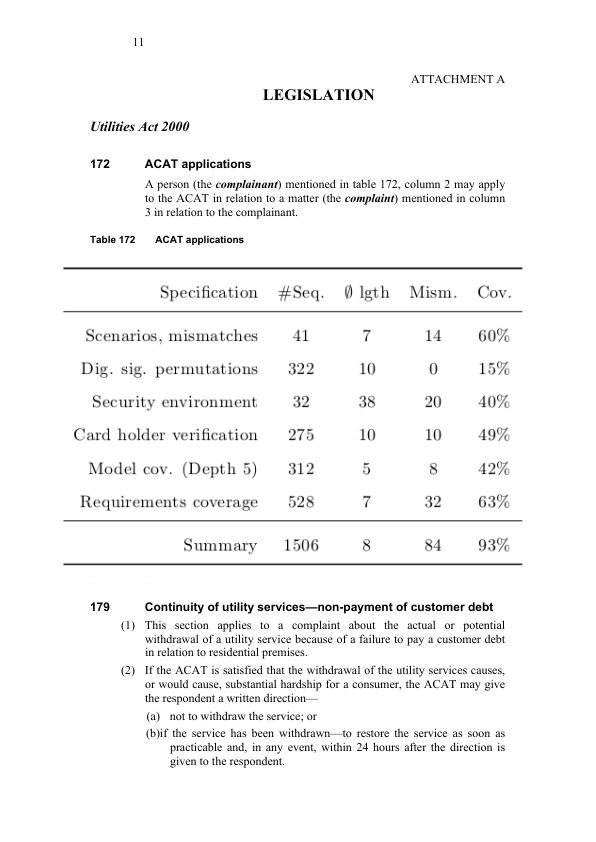 11
ATTACHMENT A
LEGISLATION
Utilities Act 2000
172 ACAT applications
A person (the complainant) mentioned in table 172, column 2 may apply
to the ACAT in relation to a matter (the complaint) mentioned in column
3 in relation to the complainant.
Table 172 ACAT applications
Specification #Seq. ∅ lgth Mism. Cov.
Scenarios, mismatches 41 7 14 60%
Dig. sig. permutations 322 10 0 15%
Security environment 32 38 20 40%
Card holder verification 275 10 10 49%
Model cov. (Depth 5) 312 5 8 42%
Requirements coverage 528 7 32 63%
Summary 1506 8 84 93%
179 Continuity of utility services—non-payment of customer debt
(1) This section applies to a complaint about the actual or potential
withdrawal of a utility service because of a failure to pay a customer debt
in relation to residential premises.
(2) If the ACAT is satisfied that the withdrawal of the utility services causes,
or would cause, substantial hardship for a consumer, the ACAT may give
the respondent a written direction—
(a) not to withdraw the service; or
(b)if the service has been withdrawn—to restore the service as soon as
practicable and, in any event, within 24 hours after the direction is
given to the respondent.